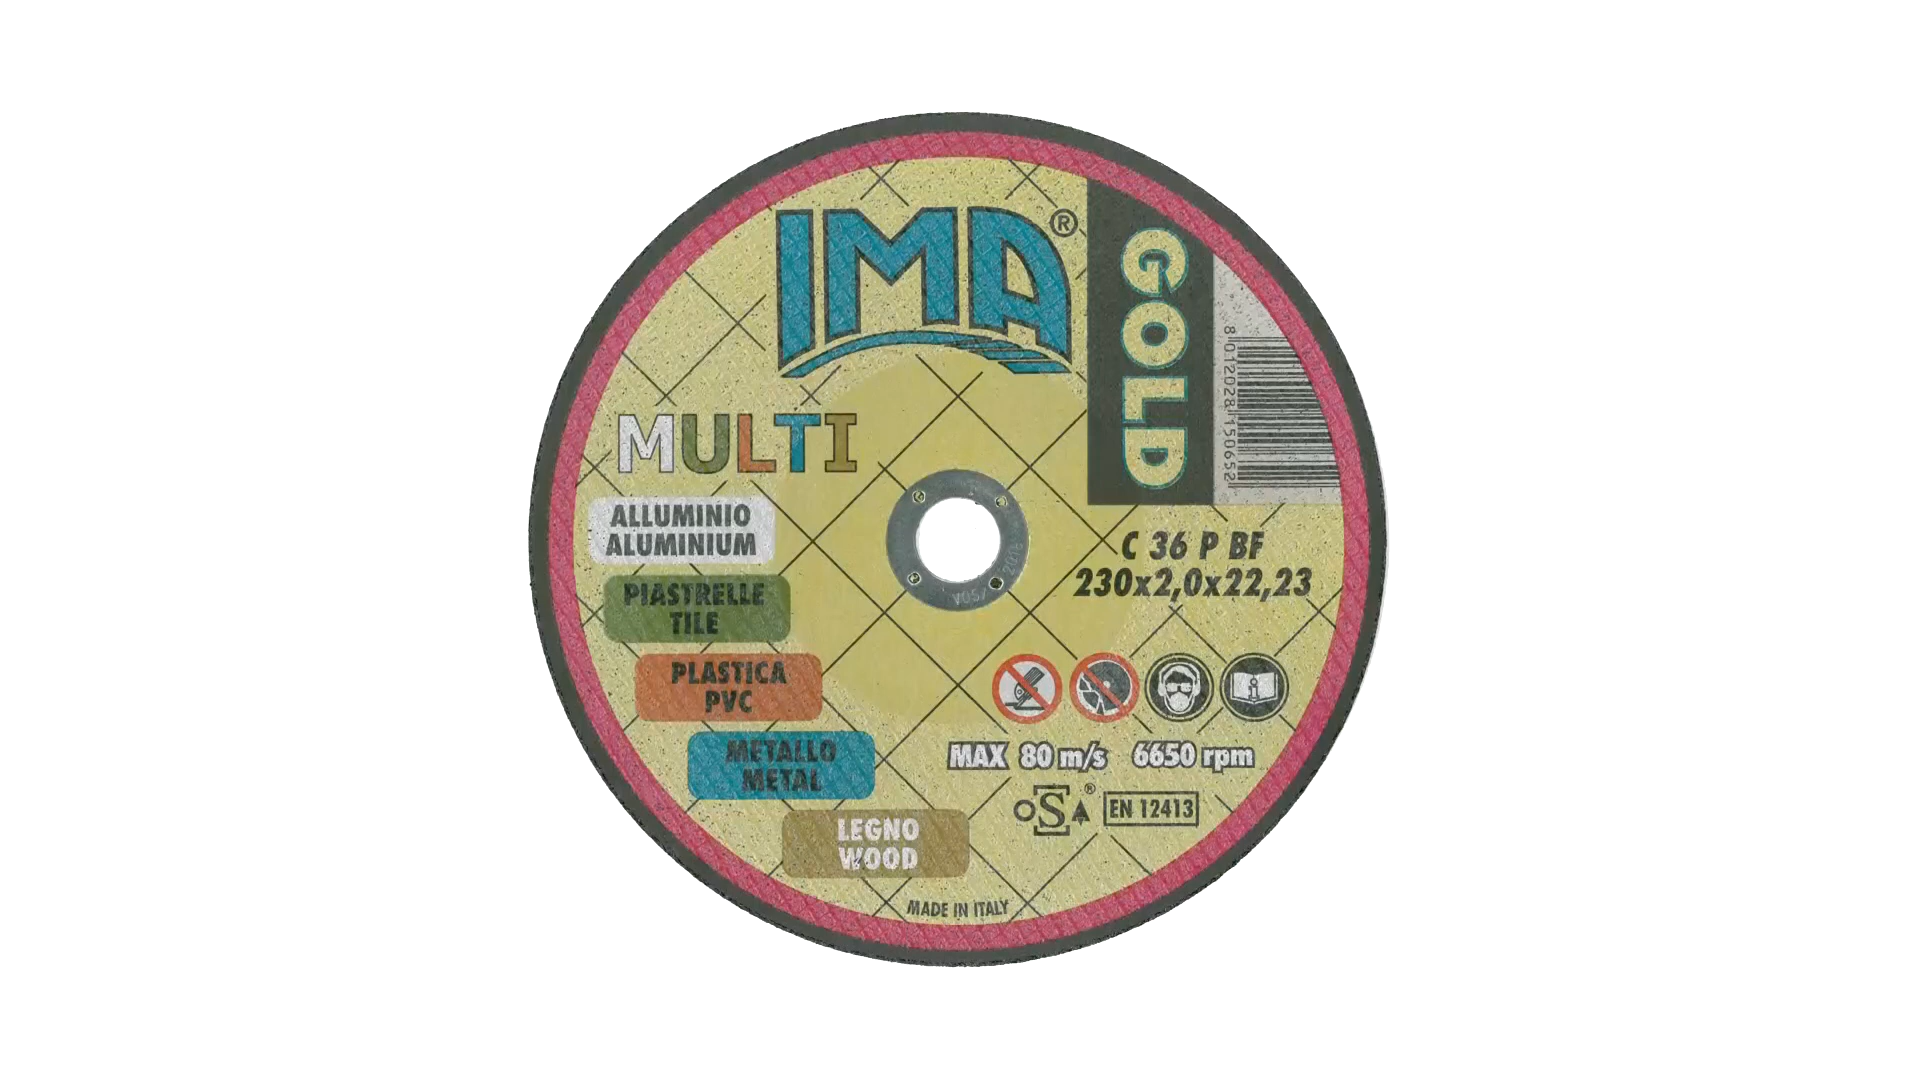 IMA®
GOLD
8 012028 150652
MULTI
ALLUMINIO
ALUMINIUM
PIASTRELLE
TILE
PLASTICA
PVC
METALLO
METAL
LEGNO
WOOD
C 36 P BF
230x2,0x22,23
MAX 80 m/s 6650 rpm
oSa®
EN 12413
MADE IN ITALY